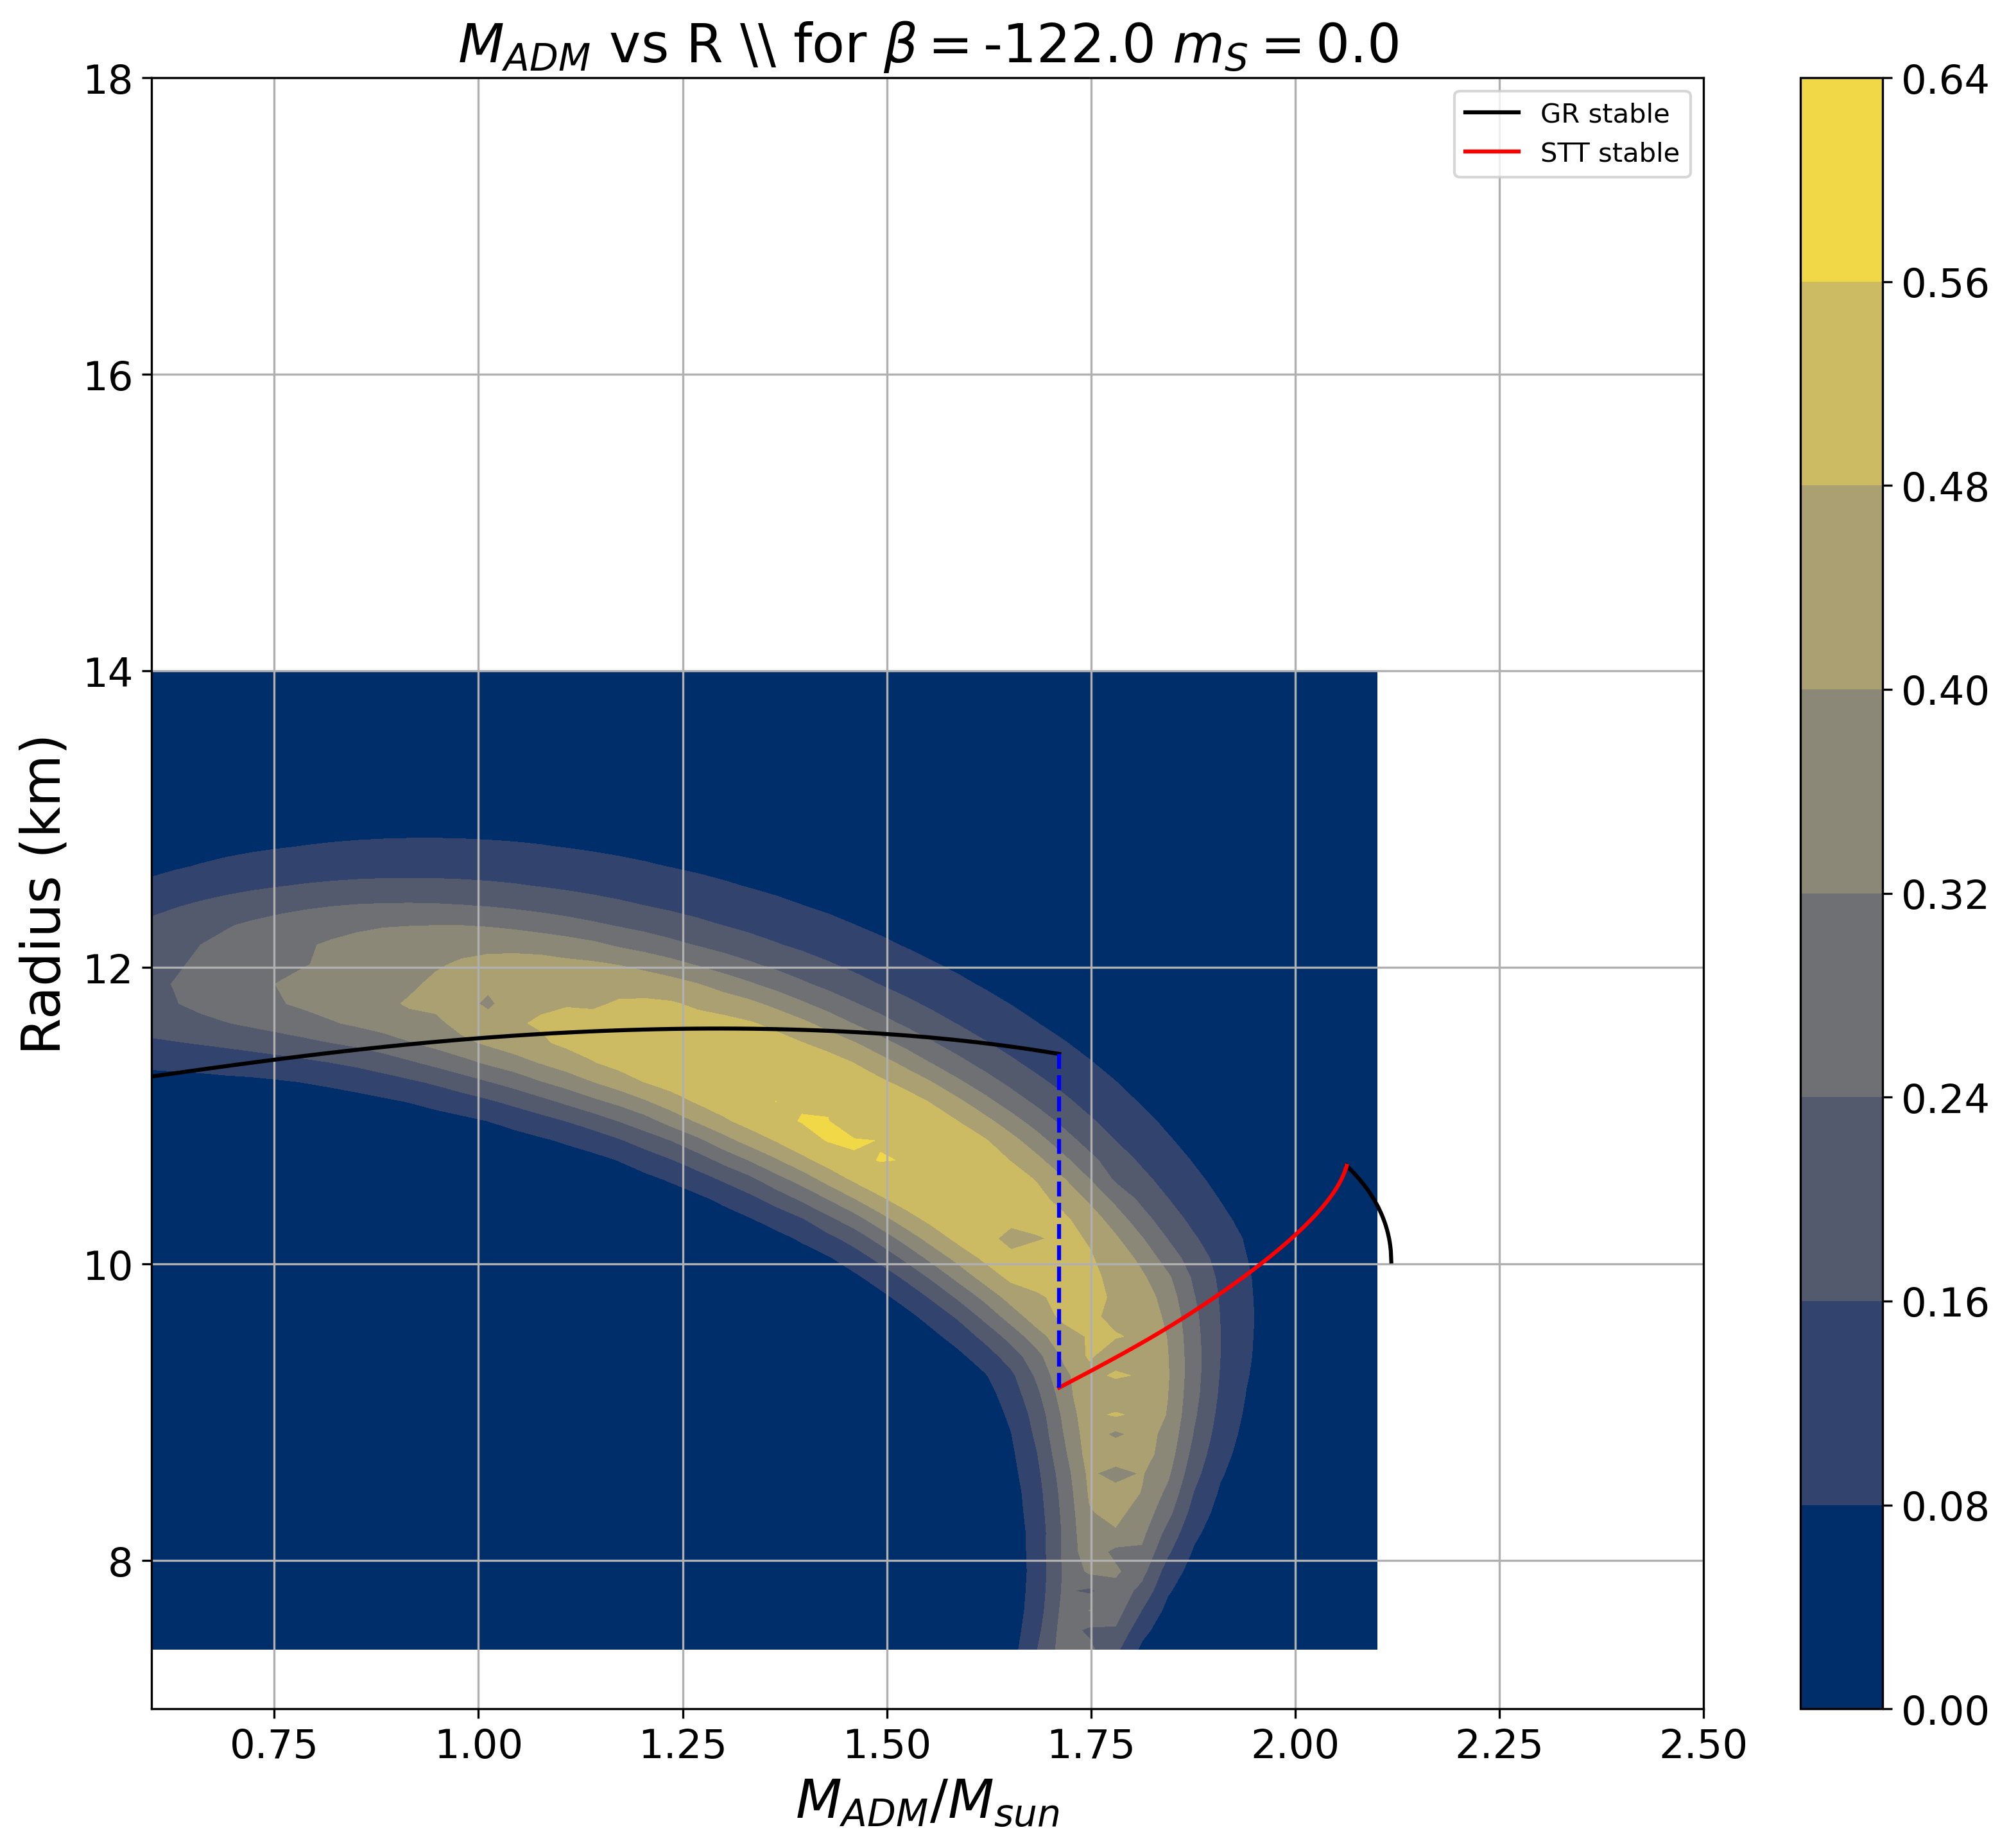 M_ADM vs R \\ for β = -122.0 m_S = 0.0
GR stable
STT stable
Radius (km)
18
16
14
12
10
8
0.75 1.00 1.25 1.50 1.75 2.00 2.25 2.50
M_ADM/M_sun
0.64
0.56
0.48
0.40
0.32
0.24
0.16
0.08
0.00